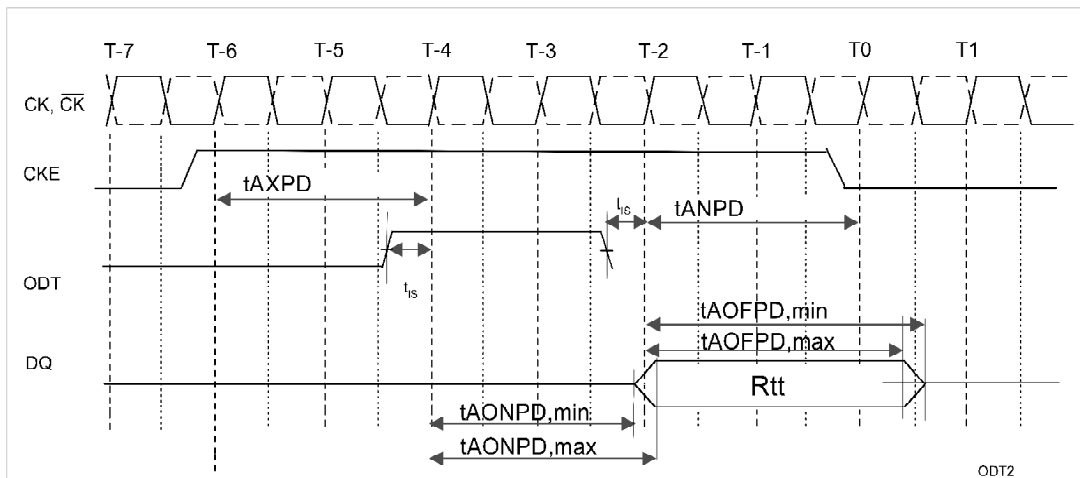 T-7 T-6 T-5 T-4 T-3 T-2 T-1 T0 T1
CK, C̅K̅
CKE
tAXPD
tIS
tANPD
ODT
tIS
tAOFPD,min
tAOFPD,max
DQ
Rtt
tAONPD,min
tAONPD,max
ODT2